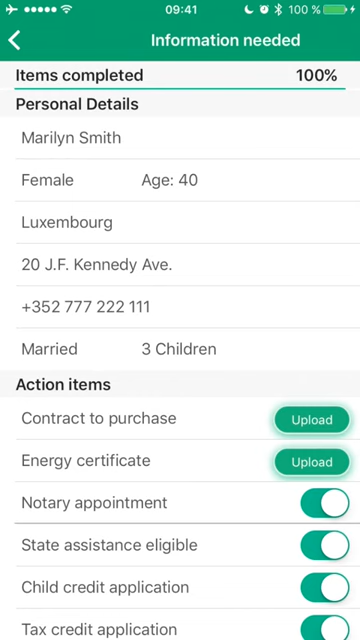 09:41
100 %
Information needed
Items completed 100%
Personal Details
Marilyn Smith
Female Age: 40
Luxembourg
20 J.F. Kennedy Ave.
+352 777 222 111
Married 3 Children
Action items
Contract to purchase Upload
Energy certificate Upload
Notary appointment
State assistance eligible
Child credit application
Tax credit application